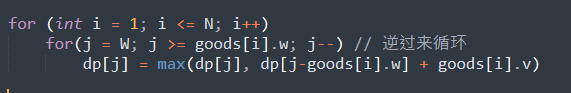 for (int i = 1; i <= N; i++)
for(j = W; j >= goods[i].w; j--) // 逆过来循环
dp[j] = max(dp[j], dp[j-goods[i].w] + goods[i].v)